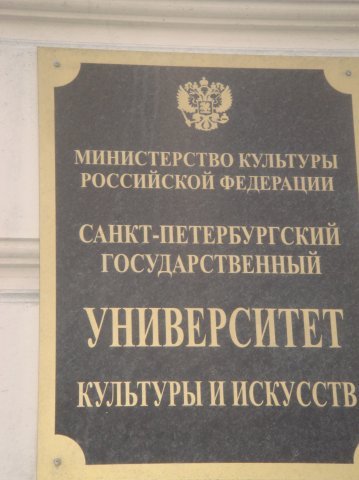 МИНИСТЕРСТВО КУЛЬТУРЫ
РОССИЙСКОЙ ФЕДЕРАЦИИ
САНКТ-ПЕТЕРБУРГСКИЙ
ГОСУДАРСТВЕННЫЙ
УНИВЕРСИТЕТ
КУЛЬТУРЫ И ИСКУССТВ